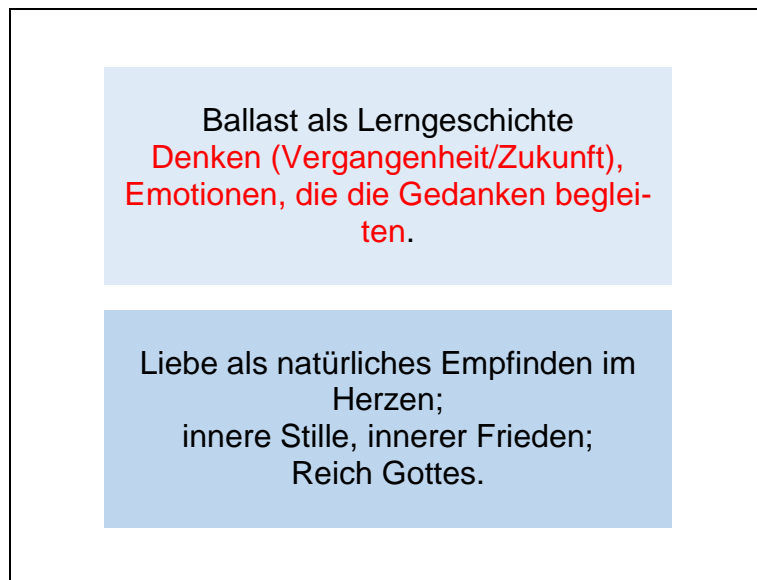 Ballast als Lerngeschichte
Denken (Vergangenheit/Zukunft),
Emotionen, die die Gedanken beglei-
ten.
Liebe als natürliches Empfinden im
Herzen;
innere Stille, innerer Frieden;
Reich Gottes.